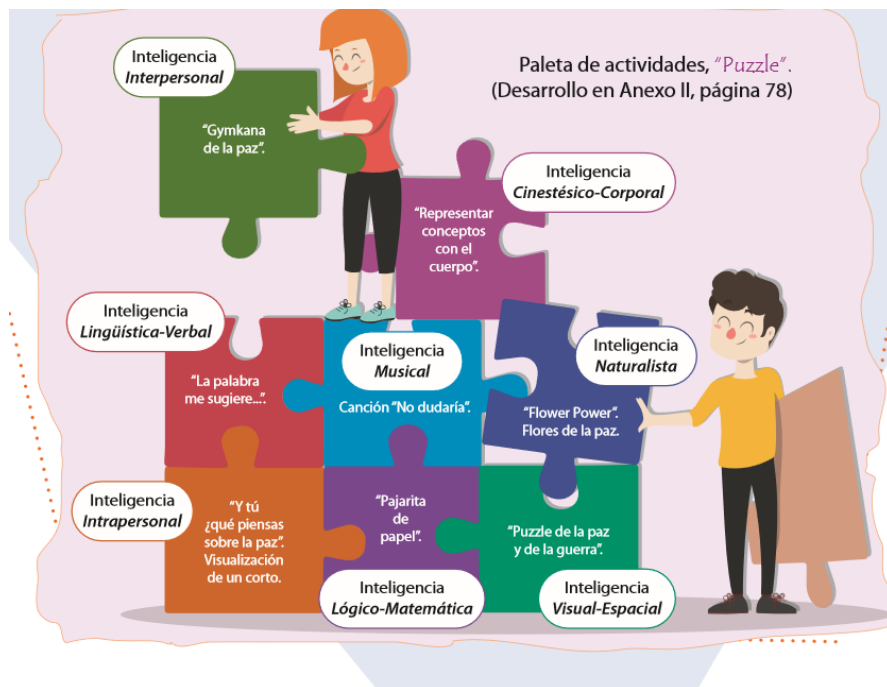 Paleta de actividades, "Puzzle".
(Desarrollo en Anexo II, página 78)
Inteligencia
Interpersonal
"Gymkana
de la paz".
Inteligencia
Cinestésico-Corporal
"Representar
conceptos
con el
cuerpo".
Inteligencia
Lingüística-Verbal
"La palabra
me sugiere...".
Inteligencia
Musical
Canción "No dudaría".
Inteligencia
Naturalista
"Flower Power".
Flores de la paz.
Inteligencia
Intrapersonal
"Y tú
¿qué piensas
sobre la paz".
Visualización
de un corto.
"Pajarita
de
papel".
Inteligencia
Lógico-Matemática
"Puzzle de la paz
y de la guerra".
Inteligencia
Visual-Espacial